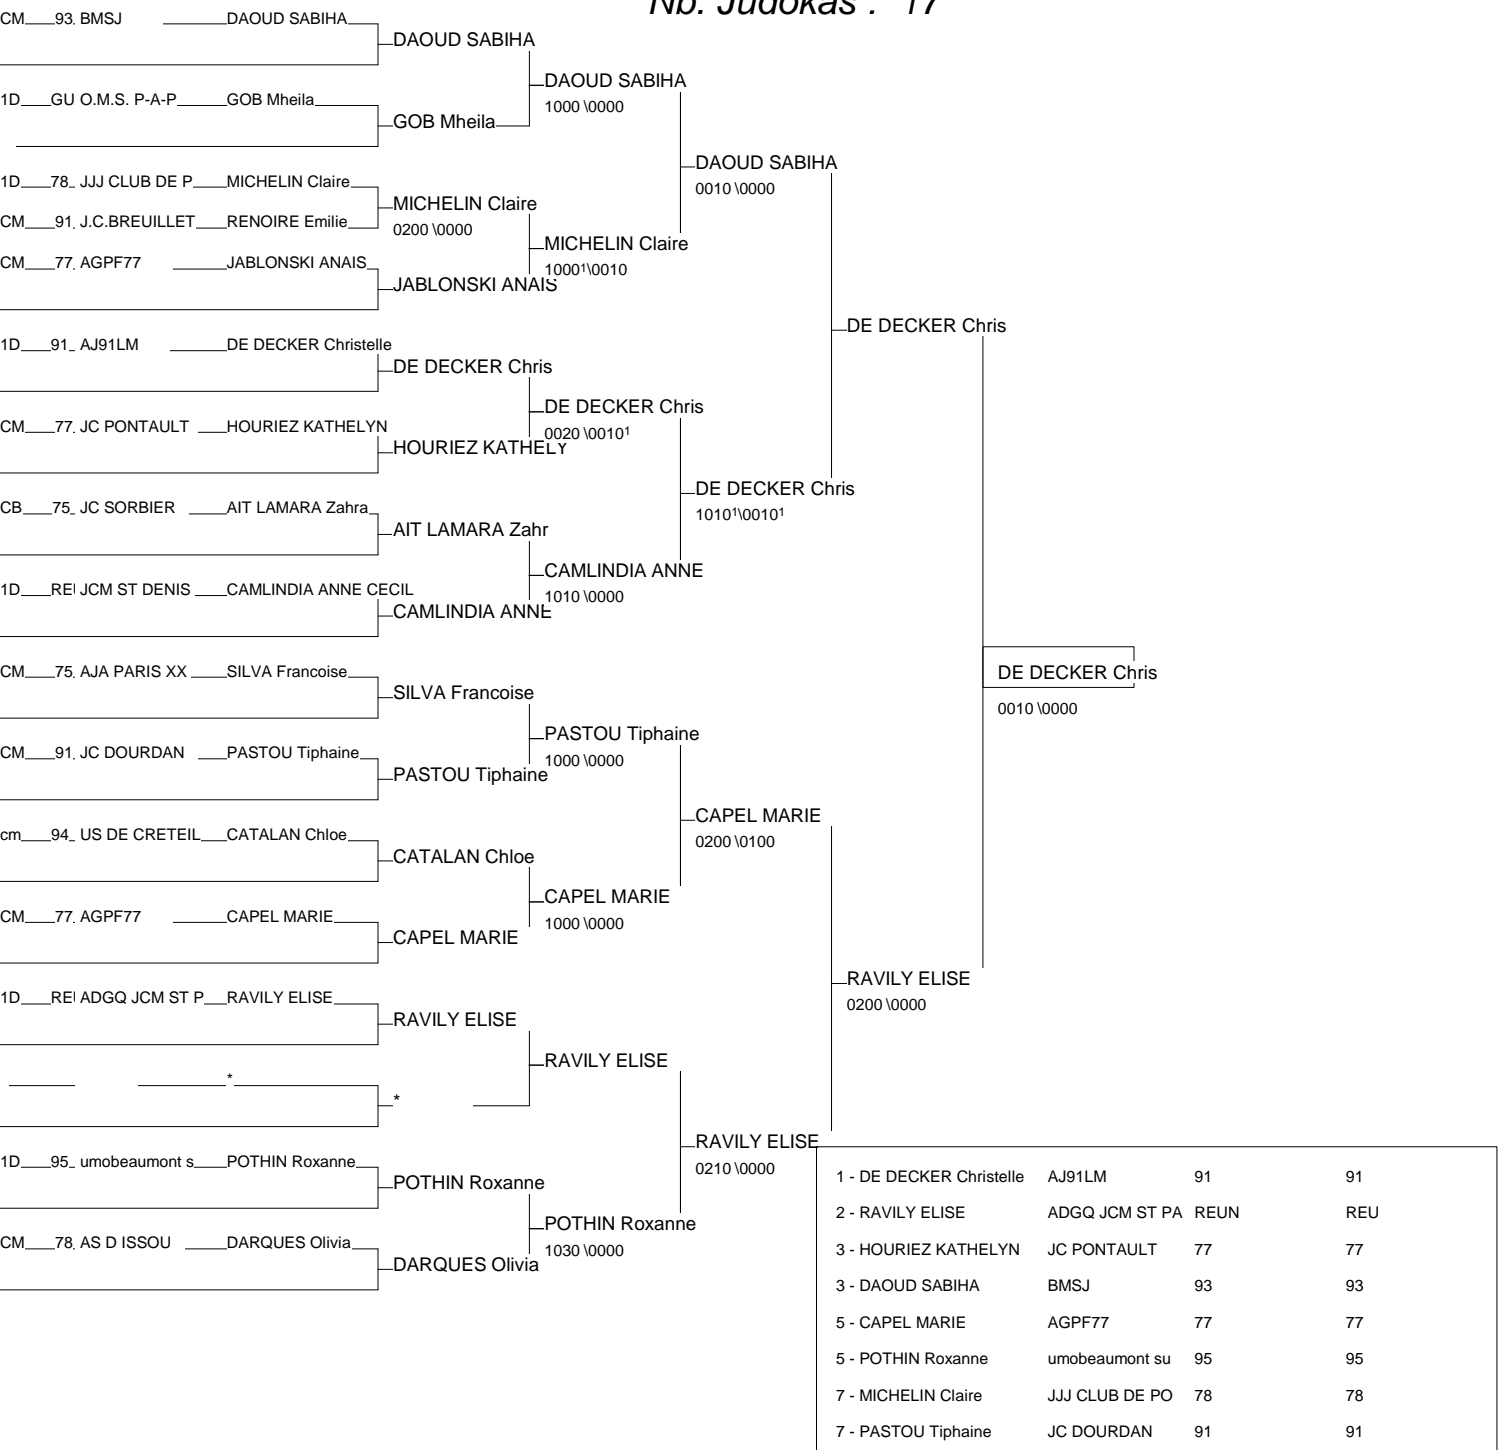 Nb. Judokas : 17
CM 93 BMSJ DAOUD SABIHA
DAOUD SABIHA
DAOUD SABIHA
1000 \0000
1D GU O.M.S. P-A-P GOB Mheila
GOB Mheila
DAOUD SABIHA
0010 \0000
1D 78 JJJ CLUB DE P MICHELIN Claire
MICHELIN Claire
0200 \0000
CM 91 J.C.BREUILLET RENOIRE Emilie
MICHELIN Claire
1000¹\0010
CM 77 AGPF77 JABLONSKI ANAIS
JABLONSKI ANAIS
DE DECKER Chris
1D 91 AJ91LM DE DECKER Christelle
DE DECKER Chris
DE DECKER Chris
0020 \0010¹
CM 77 JC PONTAULT HOURIEZ KATHELYN
HOURIEZ KATHELY
DE DECKER Chris
1010¹\0010¹
CB 75 JC SORBIER AIT LAMARA Zahra
AIT LAMARA Zahr
CAMLINDIA ANNE
1010 \0000
1D REU JCM ST DENIS CAMLINDIA ANNE CECIL
CAMLINDIA ANNE
DE DECKER Chris
0010 \0000
CM 75 AJA PARIS XX SILVA Francoise
SILVA Francoise
PASTOU Tiphaine
1000 \0000
CM 91 JC DOURDAN PASTOU Tiphaine
PASTOU Tiphaine
CAPEL MARIE
0200 \0100
cm 94 US DE CRETEIL CATALAN Chloe
CATALAN Chloe
CAPEL MARIE
1000 \0000
CM 77 AGPF77 CAPEL MARIE
CAPEL MARIE
RAVILY ELISE
0200 \0000
1D REU ADGQ JCM ST P RAVILY ELISE
RAVILY ELISE
RAVILY ELISE
*
*
RAVILY ELISE
0210 \0000
1D 95 umobeaumont s POTHIN Roxanne
POTHIN Roxanne
POTHIN Roxanne
1030 \0000
CM 78 AS D ISSOU DARQUES Olivia
DARQUES Olivia
1 - DE DECKER Christelle AJ91LM 91 91
2 - RAVILY ELISE ADGQ JCM ST PA REUN REU
3 - HOURIEZ KATHELYN JC PONTAULT 77 77
3 - DAOUD SABIHA BMSJ 93 93
5 - CAPEL MARIE AGPF77 77 77
5 - POTHIN Roxanne umobeaumont su 95 95
7 - MICHELIN Claire JJJ CLUB DE PO 78 78
7 - PASTOU Tiphaine JC DOURDAN 91 91